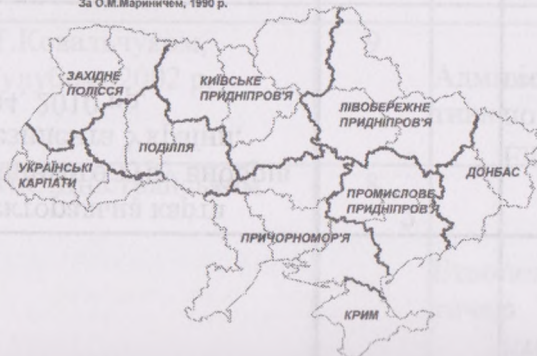 За О.М.Мариничем, 1990 р.
ЗАХІДНЕ
ПОЛІССЯ
КИЇВСЬКЕ
ПРИДНІПРОВ'Я
ЛІВОБЕРЕЖНЕ
ПРИДНІПРОВ'Я
ПОДІЛЛЯ
УКРАЇНСЬКІ
КАРПАТИ
ДОНБАС
ПРОМИСЛОВЕ
ПРИДНІПРОВ'Я
ПРИЧОРНОМОР'Я
КРИМ